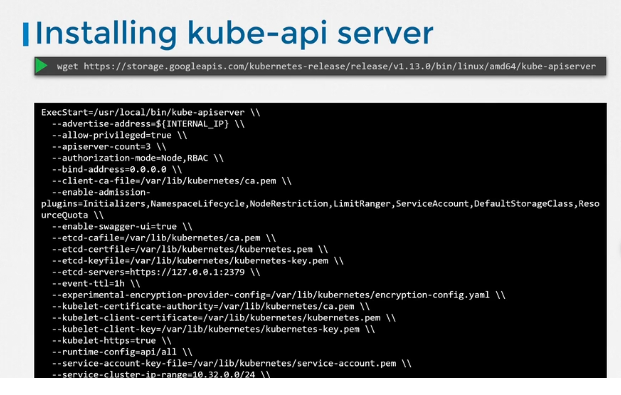 Installing kube-api server
wget https://storage.googleapis.com/kubernetes-release/release/v1.13.0/bin/linux/amd64/kube-apiserver
ExecStart=/usr/local/bin/kube-apiserver \\
--advertise-address=${INTERNAL_IP} \\
--allow-privileged=true \\
--apiserver-count=3 \\
--authorization-mode=Node,RBAC \\
--bind-address=0.0.0.0 \\
--client-ca-file=/var/lib/kubernetes/ca.pem \\
--enable-admission-
plugins=Initializers,NamespaceLifecycle,NodeRestriction,LimitRanger,ServiceAccount,DefaultStorageClass,Reso
urceQuota \\
--enable-swagger-ui=true \\
--etcd-cafile=/var/lib/kubernetes/ca.pem \\
--etcd-certfile=/var/lib/kubernetes/kubernetes.pem \\
--etcd-keyfile=/var/lib/kubernetes/kubernetes-key.pem \\
--etcd-servers=https://127.0.0.1:2379 \\
--event-ttl=1h \\
--experimental-encryption-provider-config=/var/lib/kubernetes/encryption-config.yaml \\
--kubelet-certificate-authority=/var/lib/kubernetes/ca.pem \\
--kubelet-client-certificate=/var/lib/kubernetes/kubernetes.pem \\
--kubelet-client-key=/var/lib/kubernetes/kubernetes-key.pem \\
--kubelet-https=true \\
--runtime-config=api/all \\
--service-account-key-file=/var/lib/kubernetes/service-account.pem \\
--service-cluster-ip-range=10.32.0.0/24 \\